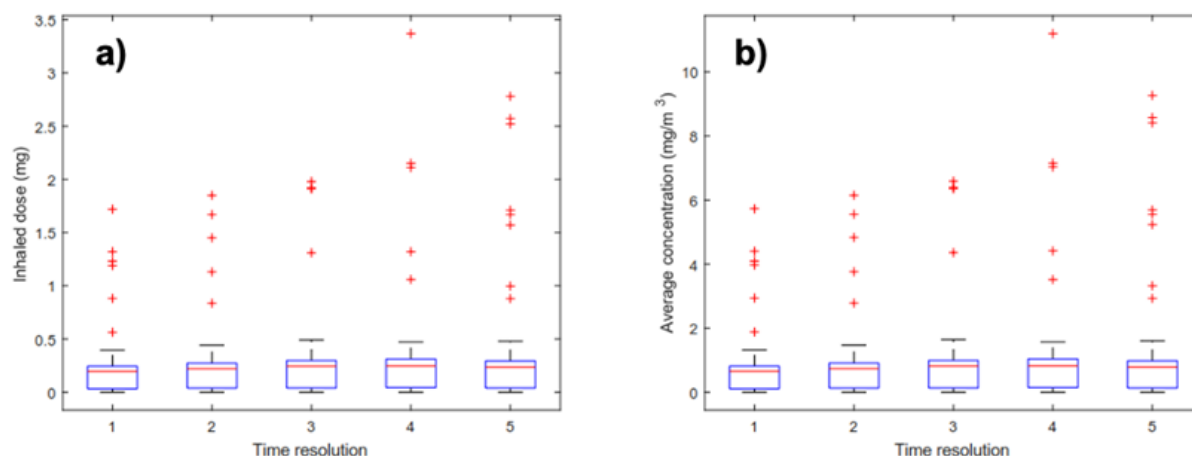 a)
3.5
3
2.5
2
1.5
1
0.5
0
Inhaled dose (mg)
1 2 3 4 5
Time resolution
b)
10
8
6
4
2
0
Average concentration (mg/m 3)
1 2 3 4 5
Time resolution